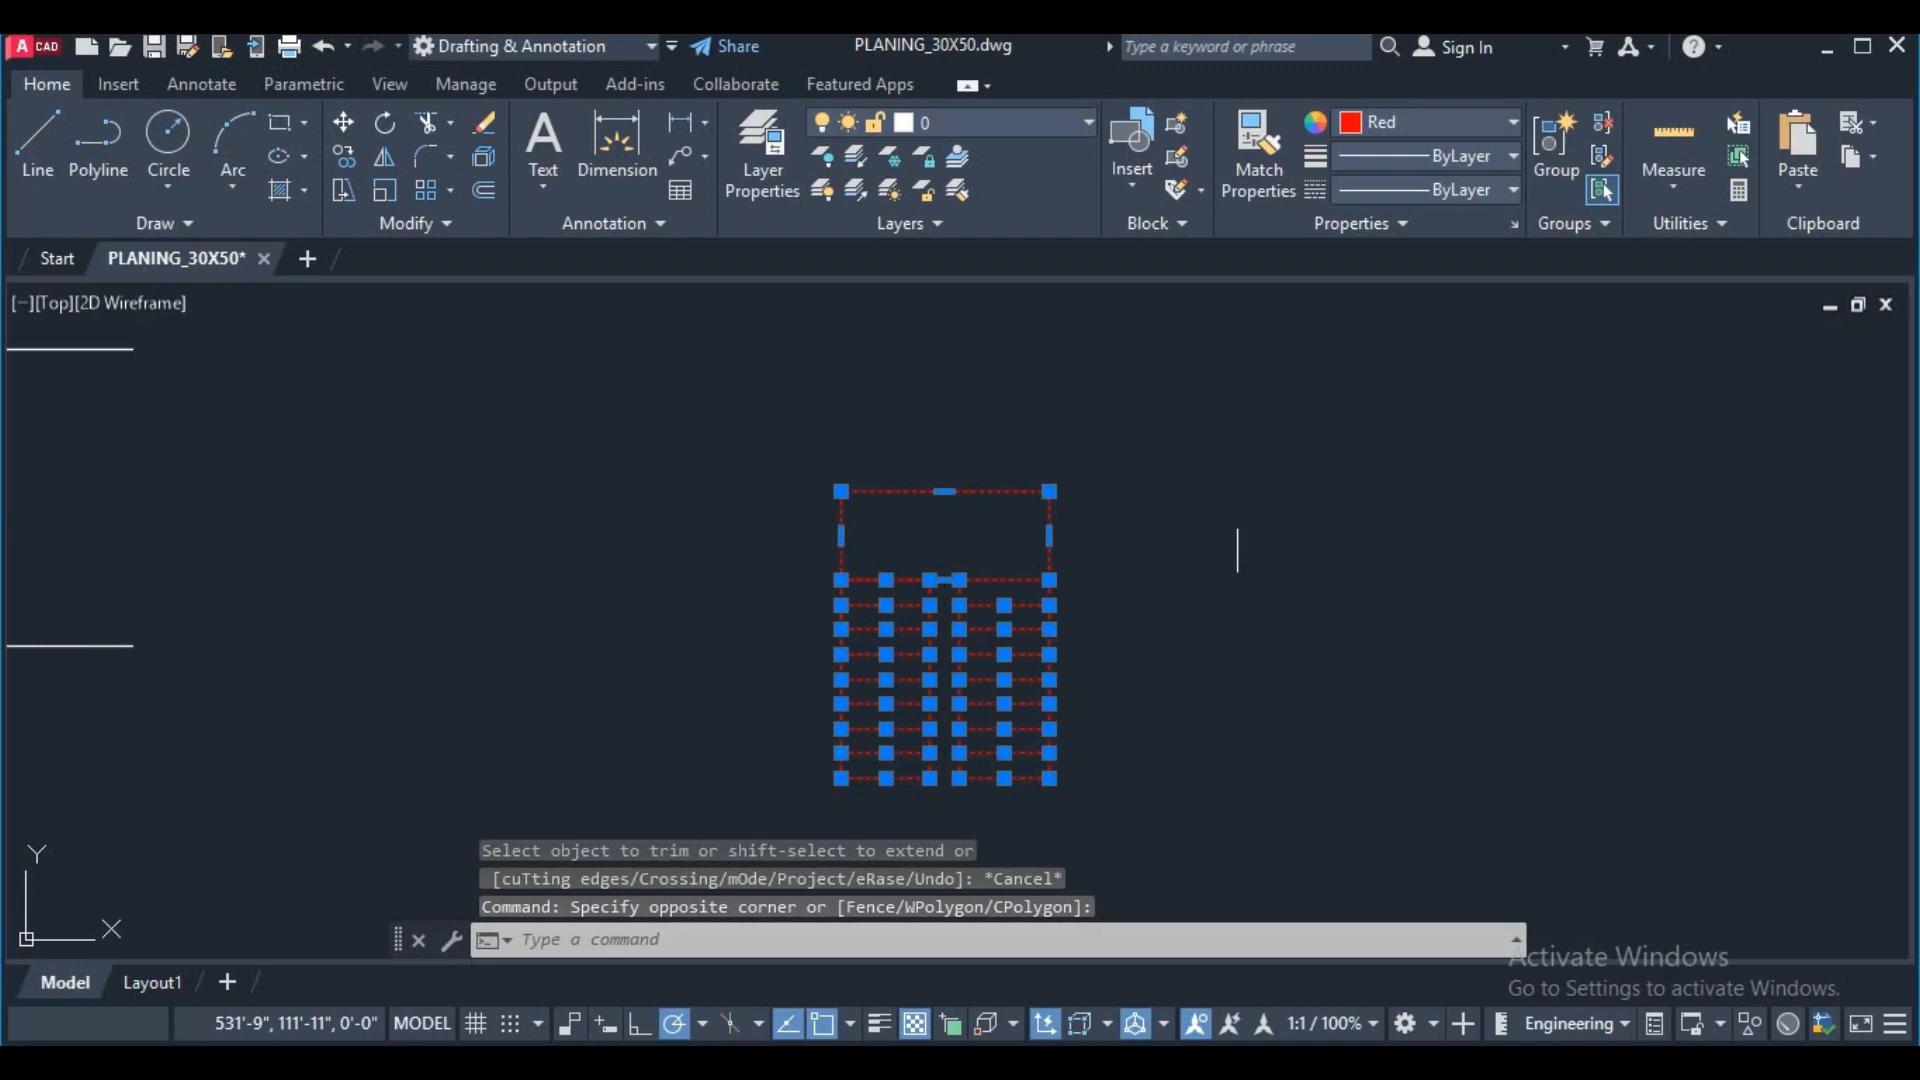 A CAD
Drafting & Annotation
Share
PLANING_30X50.dwg
Type a keyword or phrase
Sign In
Home
Insert
Annotate
Parametric
View
Manage
Output
Add-ins
Collaborate
Featured Apps
Line
Polyline
Circle
Arc
Text
Dimension
Layer
Properties
0
Insert
Match
Properties
Red
ByLayer
ByLayer
Group
Measure
Paste
Draw
Modify
Annotation
Layers
Block
Properties
Groups
Utilities
Clipboard
Start
PLANING_30X50*
[−][Top][2D Wireframe]
Select object to trim or shift-select to extend or
[cuTting edges/Crossing/mOde/Project/eRase/Undo]: *Cancel*
Command: Specify opposite corner or [Fence/WPolygon/CPolygon]:
Type a command
Y
X
Activate Windows
Go to Settings to activate Windows.
Model
Layout1
531'-9", 111'-11", 0'-0"
MODEL
1:1 / 100%
Engineering